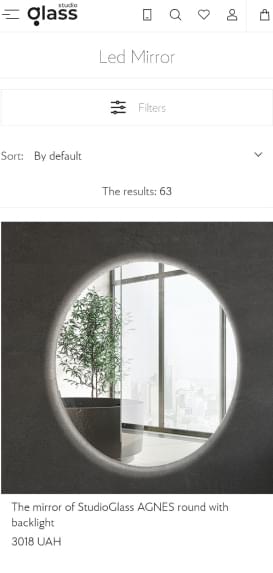 studio
glass
Led Mirror
Filters
Sort: By default
The results: 63
The mirror of StudioGlass AGNES round with
backlight
3018 UAH